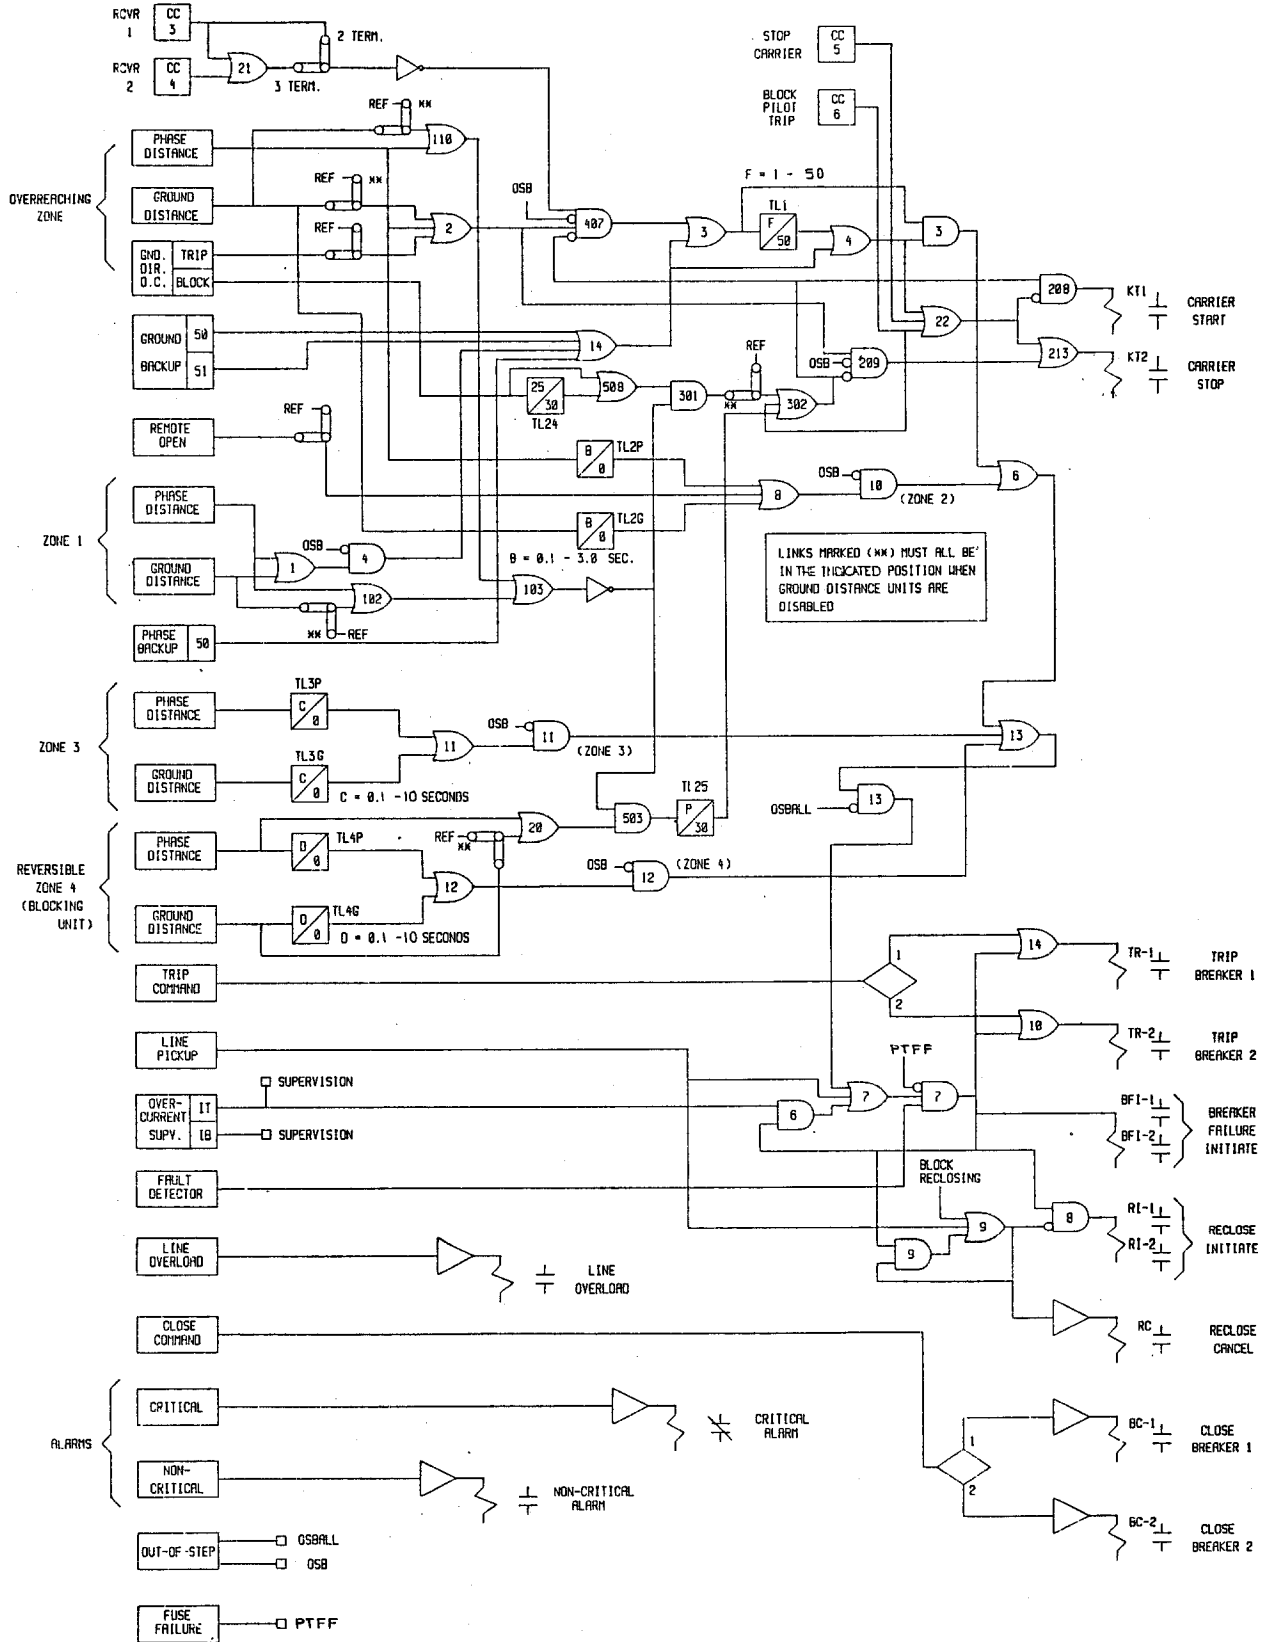 RCVR 1
CC 3
2 TERM.
RCVR 2
CC 4
21
3 TERM.
STOP CARRIER
CC 5
BLOCK PILOT TRIP
CC 6
REF
**
110
OVERREACHING ZONE
PHASE DISTANCE
GROUND DISTANCE
REF
**
REF
2
GND. DIR. O.C.
TRIP
BLOCK
OSB
407
3
F = 1 - 50
TL1
F
50
4
3
208
KT1
CARRIER START
22
213
KT2
CARRIER STOP
GROUND BACKUP
50
51
14
OSB
209
REF
25
30
TL24
508
301
**
302
REMOTE OPEN
REF
B
0
TL2P
B
0
TL2G
B = 0.1 - 3.0 SEC.
8
OSB
10
(ZONE 2)
6
ZONE 1
PHASE DISTANCE
GROUND DISTANCE
1
OSB
4
102
**
REF
103
PHASE BACKUP
50
LINKS MARKED (**) MUST ALL BE
IN THE INDICATED POSITION WHEN
GROUND DISTANCE UNITS ARE
DISABLED
ZONE 3
PHASE DISTANCE
GROUND DISTANCE
TL3P
C
0
TL3G
C
0
C = 0.1 -10 SECONDS
11
OSB
11
(ZONE 3)
13
OSBALL
13
REVERSIBLE ZONE 4 (BLOCKING UNIT)
PHASE DISTANCE
GROUND DISTANCE
D
0
TL4P
D
0
TL4G
D = 0.1 -10 SECONDS
12
REF
**
20
503
TL25
P
30
OSB
12
(ZONE 4)
TRIP COMMAND
1
2
14
TR-1
TRIP BREAKER 1
10
TR-2
TRIP BREAKER 2
LINE PICKUP
PTFF
OVER-CURRENT SUPV.
IT
IB
SUPERVISION
SUPERVISION
6
7
7
BFI-1
BFI-2
BREAKER FAILURE INITIATE
FAULT DETECTOR
BLOCK RECLOSING
9
9
8
RI-1
RI-2
RECLOSE INITIATE
LINE OVERLOAD
LINE OVERLOAD
RC
RECLOSE CANCEL
CLOSE COMMAND
1
2
BC-1
CLOSE BREAKER 1
BC-2
CLOSE BREAKER 2
ALARMS
CRITICAL
CRITICAL ALARM
NON-CRITICAL
NON-CRITICAL ALARM
OUT-OF-STEP
OSBALL
OSB
FUSE FAILURE
PTFF